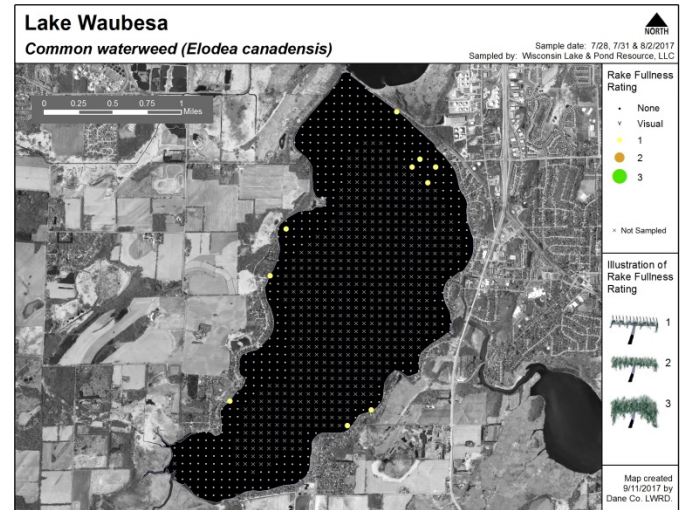 Lake Waubesa
Common waterweed (Elodea canadensis)
NORTH
Sample date: 7/28, 7/31 & 8/2/2017
Sampled by: Wisconsin Lake & Pond Resource, LLC
0 0.25 0.5 0.75 1
Miles
Rake Fullness
Rating
None
Visual
1
2
3
Not Sampled
Illustration of
Rake Fullness
Rating
1
2
3
Map created
9/11/2017 by
Dane Co. LWRD.